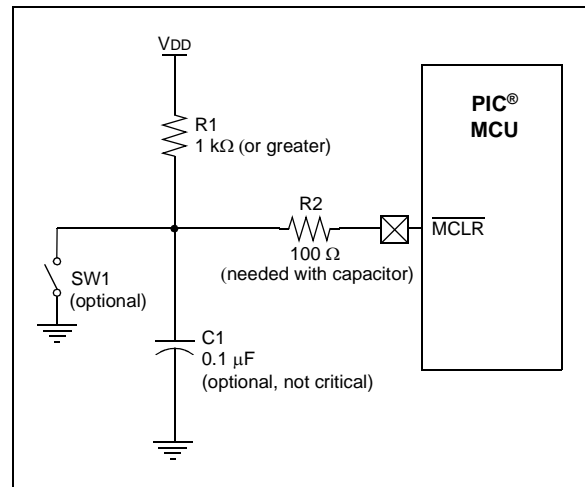 VDD
R1
1 kΩ (or greater)
PIC®
MCU
R2
100 Ω
(needed with capacitor)
MCLR
SW1
(optional)
C1
0.1 μF
(optional, not critical)